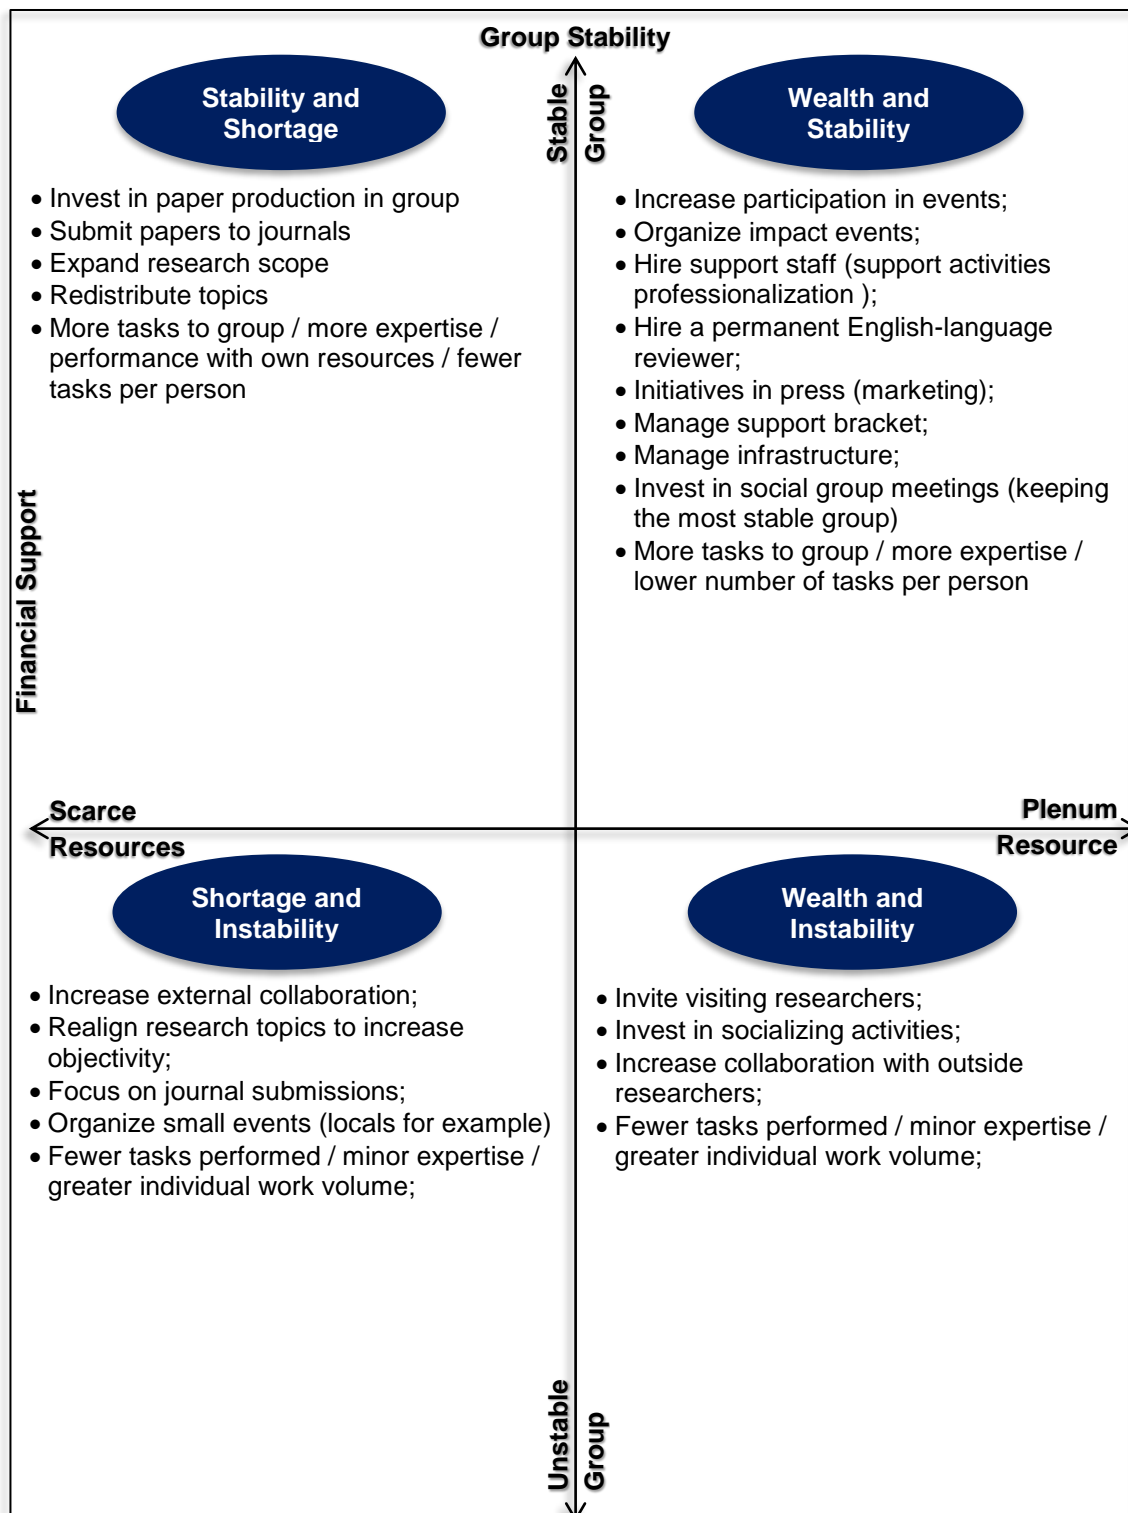 Group Stability
Stable
Group
Stability and
Shortage
• Invest in paper production in group
• Submit papers to journals
• Expand research scope
• Redistribute topics
• More tasks to group / more expertise /
performance with own resources / fewer
tasks per person
Wealth and
Stability
• Increase participation in events;
• Organize impact events;
• Hire support staff (support activities
professionalization );
• Hire a permanent English-language
reviewer;
• Initiatives in press (marketing);
• Manage support bracket;
• Manage infrastructure;
• Invest in social group meetings (keeping
the most stable group)
• More tasks to group / more expertise /
lower number of tasks per person
Financial Support
Scarce
Resources
Plenum
Resource
Shortage and
Instability
• Increase external collaboration;
• Realign research topics to increase
objectivity;
• Focus on journal submissions;
• Organize small events (locals for example)
• Fewer tasks performed / minor expertise /
greater individual work volume;
Wealth and
Instability
• Invite visiting researchers;
• Invest in socializing activities;
• Increase collaboration with outside
researchers;
• Fewer tasks performed / minor expertise /
greater individual work volume;
Unstable
Group